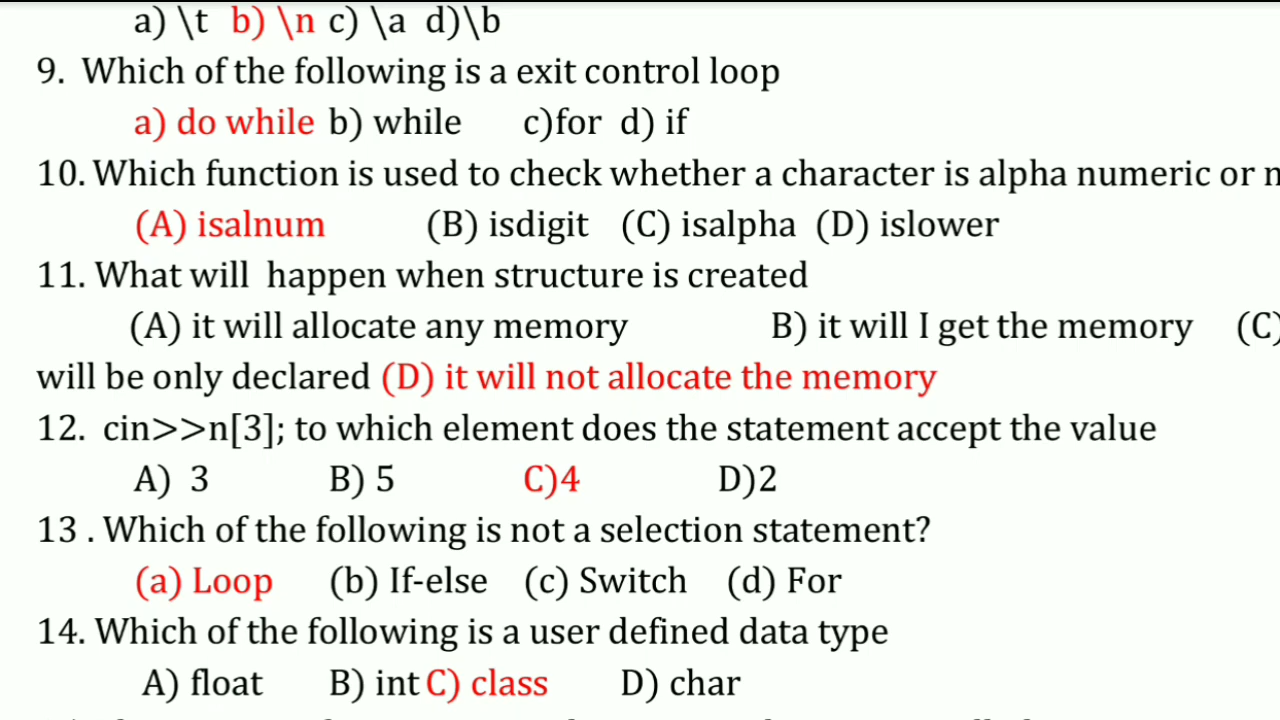 a) \t b) \n c) \a d)\b
9. Which of the following is a exit control loop
a) do while b) while c)for d) if
10. Which function is used to check whether a character is alpha numeric or
(A) isalnum (B) isdigit (C) isalpha (D) islower
11. What will happen when structure is created
(A) it will allocate any memory B) it will I get the memory (C)
will be only declared (D) it will not allocate the memory
12. cin>>n[3]; to which element does the statement accept the value
A) 3 B) 5 C)4 D)2
13 . Which of the following is not a selection statement?
(a) Loop (b) If-else (c) Switch (d) For
14. Which of the following is a user defined data type
A) float B) int C) class D) char